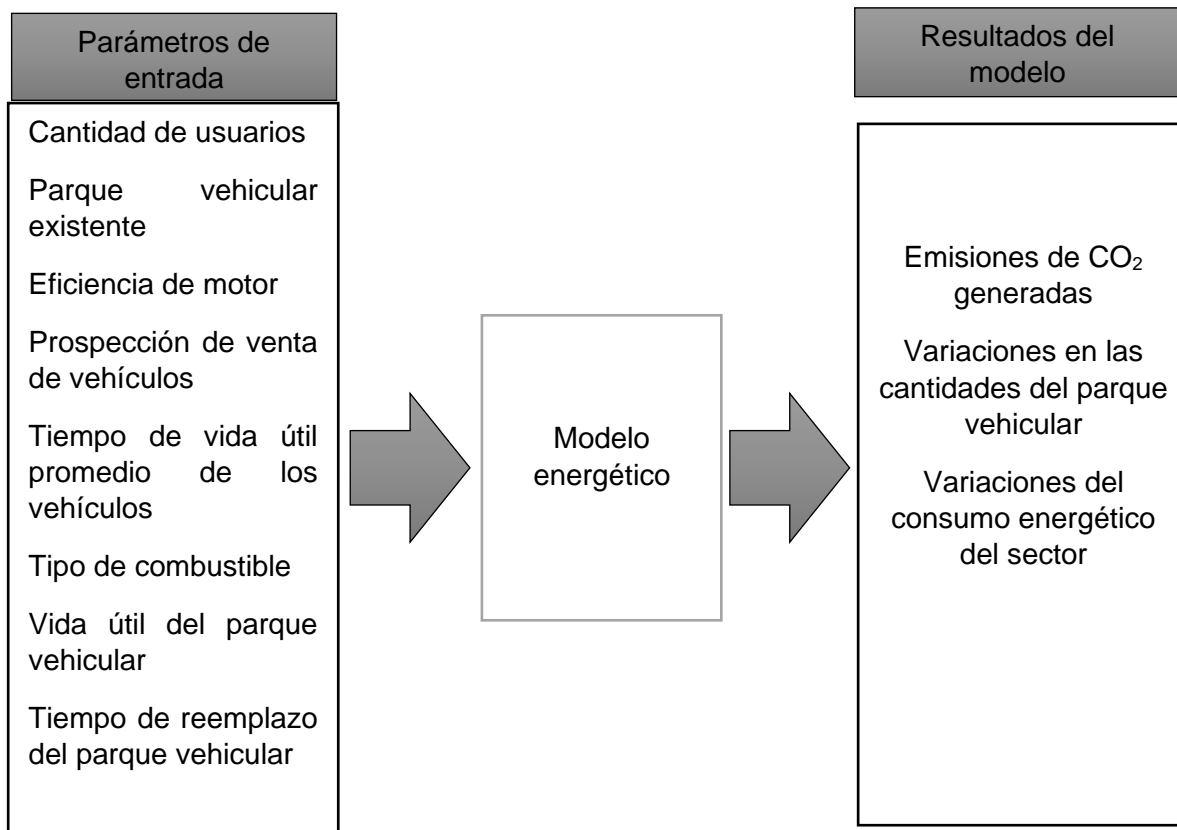 Parámetros de
entrada
Cantidad de usuarios
Parque vehicular
existente
Eficiencia de motor
Prospección de venta
de vehículos
Tiempo de vida útil
promedio de los
vehículos
Tipo de combustible
Vida útil del parque
vehicular
Tiempo de reemplazo
del parque vehicular
Modelo
energético
Resultados del
modelo
Emisiones de CO₂
generadas
Variaciones en las
cantidades del parque
vehicular
Variaciones del
consumo energético
del sector